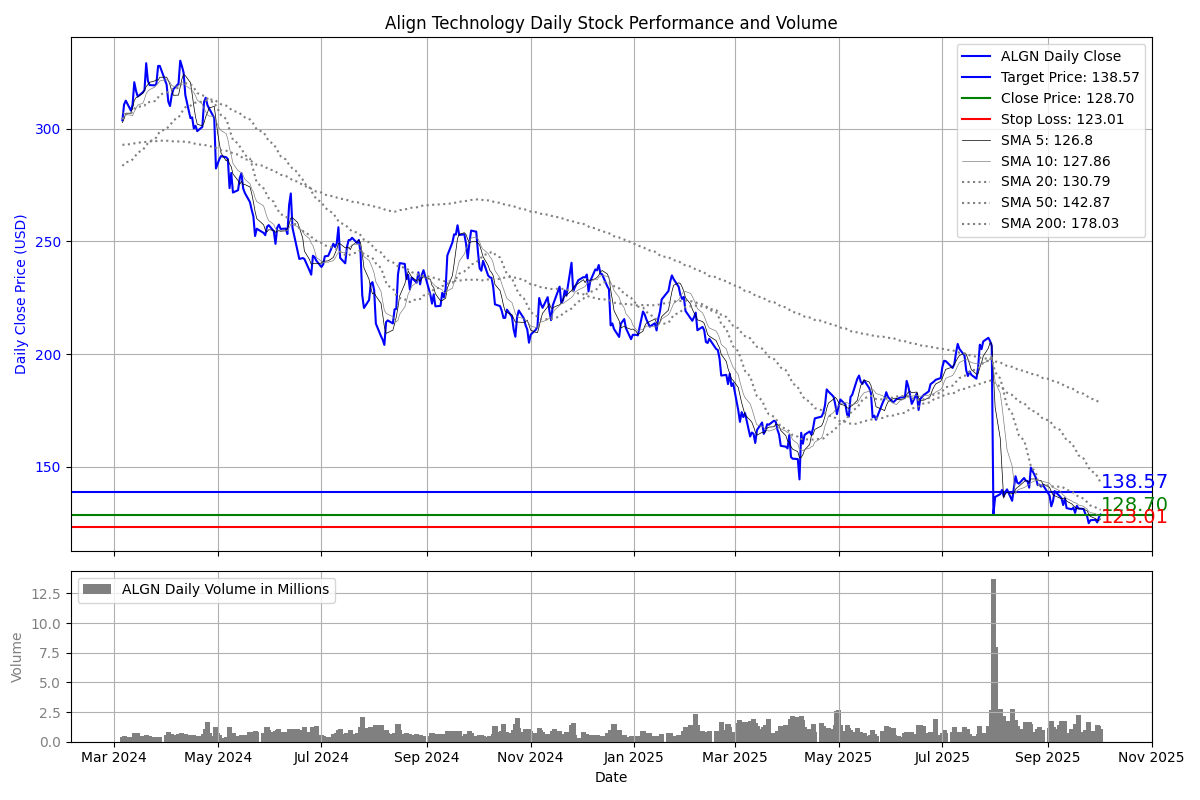 Align Technology Daily Stock Performance and Volume
ALGN Daily Close
Target Price: 138.57
Close Price: 128.70
Stop Loss: 123.01
SMA 5: 126.8
SMA 10: 127.86
SMA 20: 130.79
SMA 50: 142.87
SMA 200: 178.03
Daily Close Price (USD)
300
250
200
150
138.57
128.70
123.01
ALGN Daily Volume in Millions
Volume
12.5
10.0
7.5
5.0
2.5
0.0
Mar 2024 May 2024 Jul 2024 Sep 2024 Nov 2024 Jan 2025 Mar 2025 May 2025 Jul 2025 Sep 2025 Nov 2025
Date